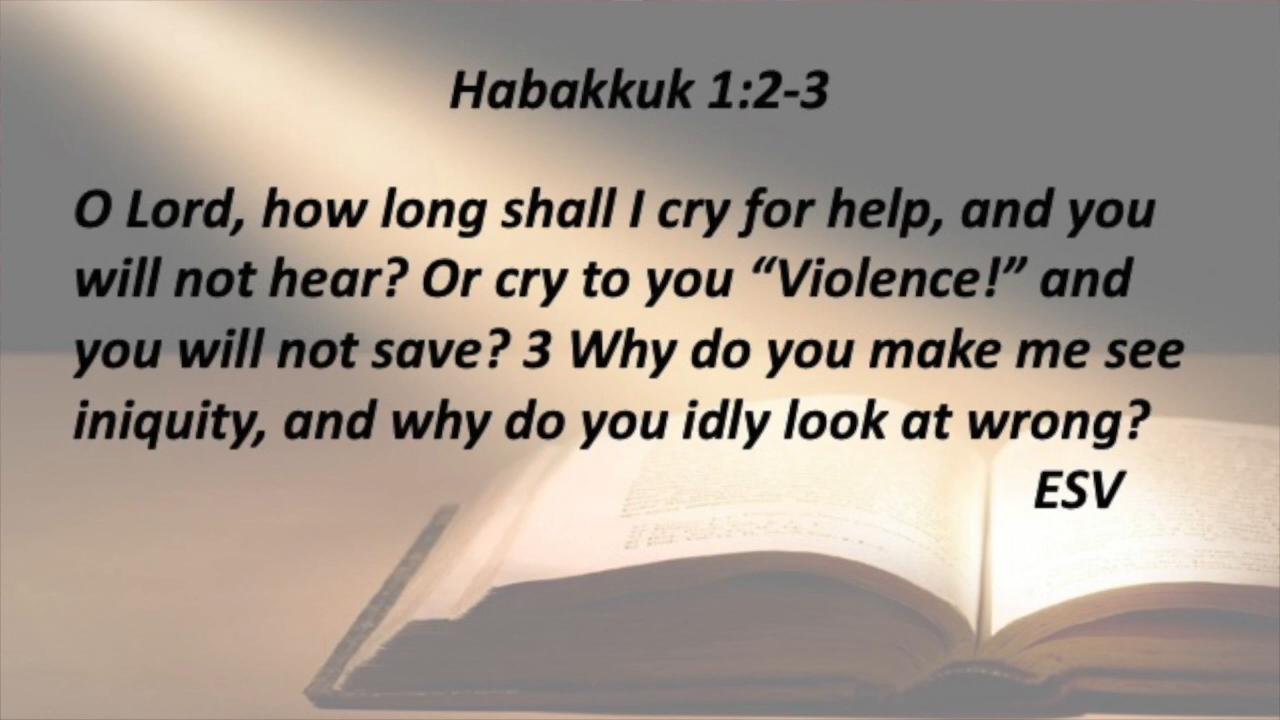 Habakkuk 1:2-3
O Lord, how long shall I cry for help, and you
will not hear? Or cry to you “Violence!” and
you will not save? 3 Why do you make me see
iniquity, and why do you idly look at wrong?
ESV